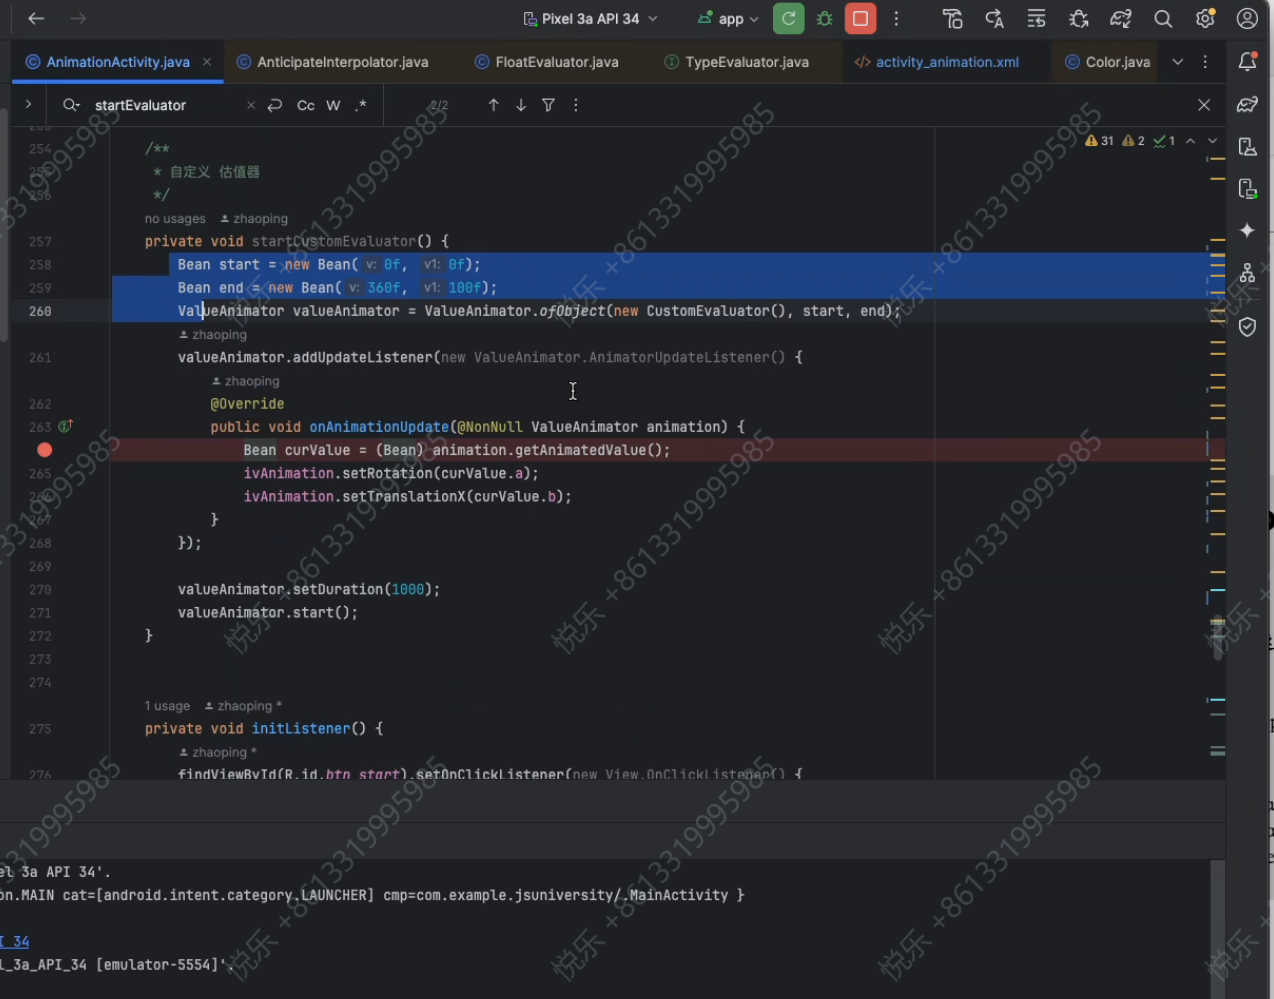 Pixel 3a API 34 app
AnimationActivity.java × AnticipateInterpolator.java FloatEvaluator.java TypeEvaluator.java activity_animation.xml Color.java
startEvaluator × Cc W .* 2/2
31 2 1
254 /**
* 自定义 估值器
256 */
no usages zhaoping
257 private void startCustomEvaluator() {
258 Bean start = new Bean( v: 0f, v1: 0f);
259 Bean end = new Bean( v: 360f, v1: 100f);
260 ValueAnimator valueAnimator = ValueAnimator.ofObject(new CustomEvaluator(), start, end);
zhaoping
261 valueAnimator.addUpdateListener(new ValueAnimator.AnimatorUpdateListener() {
zhaoping
262 @Override
263 public void onAnimationUpdate(@NonNull ValueAnimator animation) {
Bean curValue = (Bean) animation.getAnimatedValue();
265 ivAnimation.setRotation(curValue.a);
ivAnimation.setTranslationX(curValue.b);
267 }
268 });
269
270 valueAnimator.setDuration(1000);
271 valueAnimator.start();
272 }
273
274
1 usage zhaoping *
275 private void initListener() {
zhaoping *
276 findViewById(R.id.btn_start).setOnClickListener(new View.OnClickListener() {
el 3a API 34'.
on.MAIN cat=[android.intent.category.LAUNCHER] cmp=com.example.jsuniversity/.MainActivity }
I 34
l_3a_API_34 [emulator-5554]'.
悦乐 +8613319995985